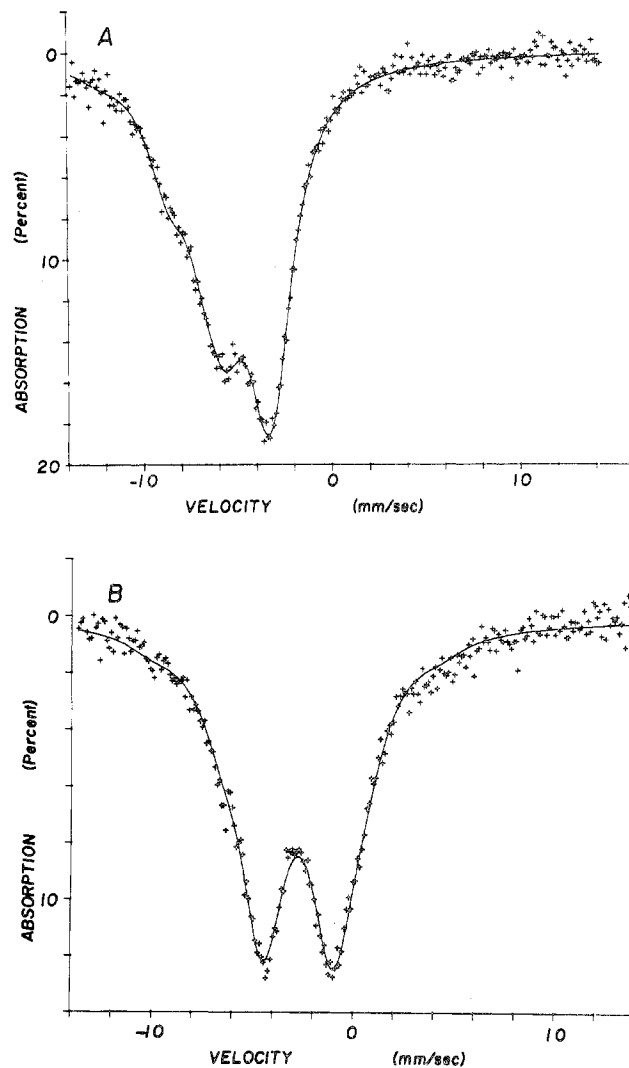 A
0
10
20
ABSORPTION (Percent)
-10 0 10
VELOCITY (mm/sec)
B
0
10
ABSORPTION (Percent)
-10 0 10
VELOCITY (mm/sec)